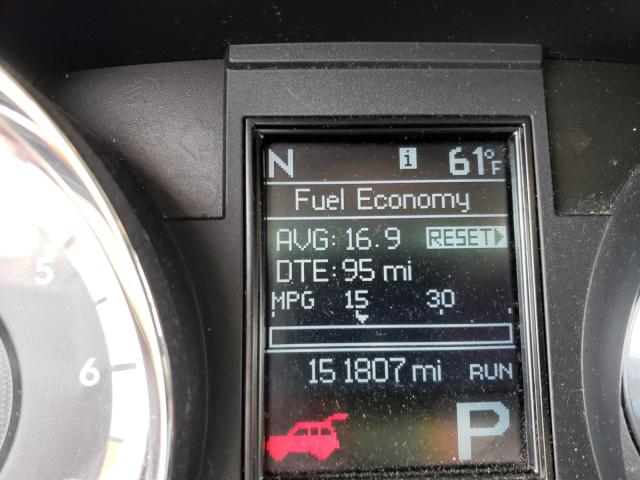 N i 61°F
Fuel Economy
AVG: 16.9 RESET
DTE: 95 mi
MPG 15 30
151807 mi RUN
P
5
6